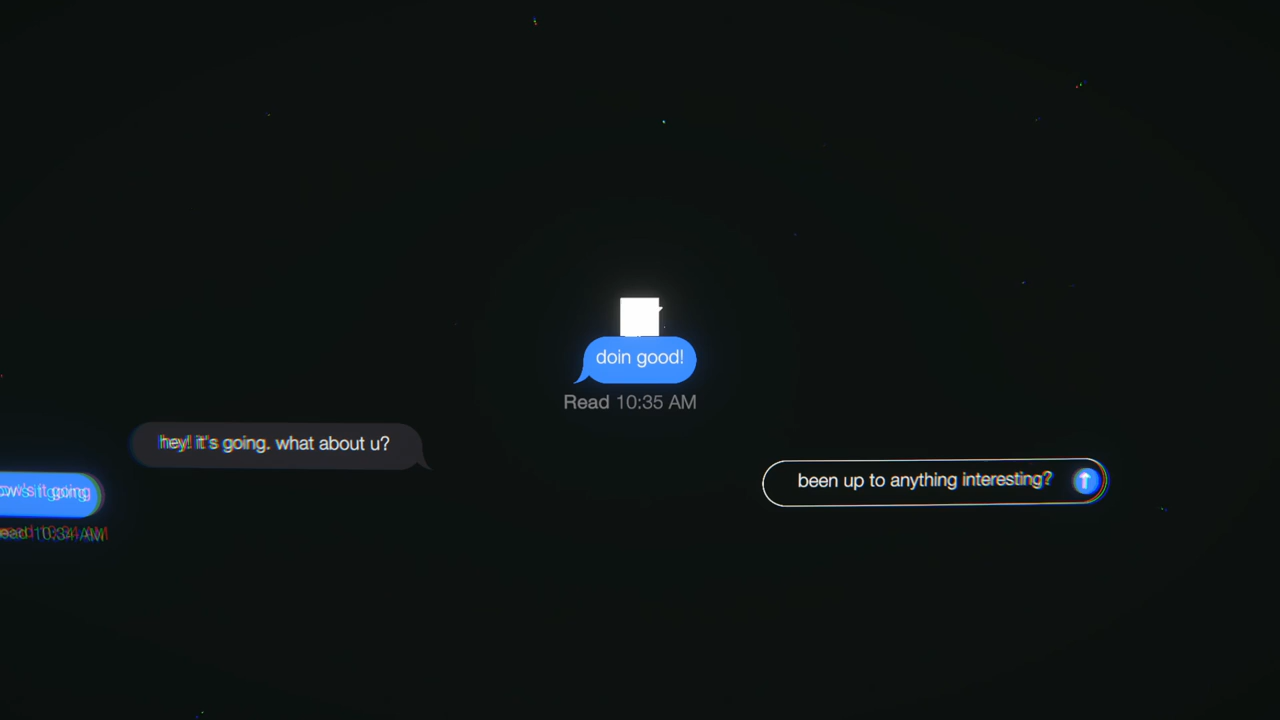 ow's it going
ead 10:34 AM
hey! it's going. what about u?
doin good!
Read 10:35 AM
been up to anything interesting?